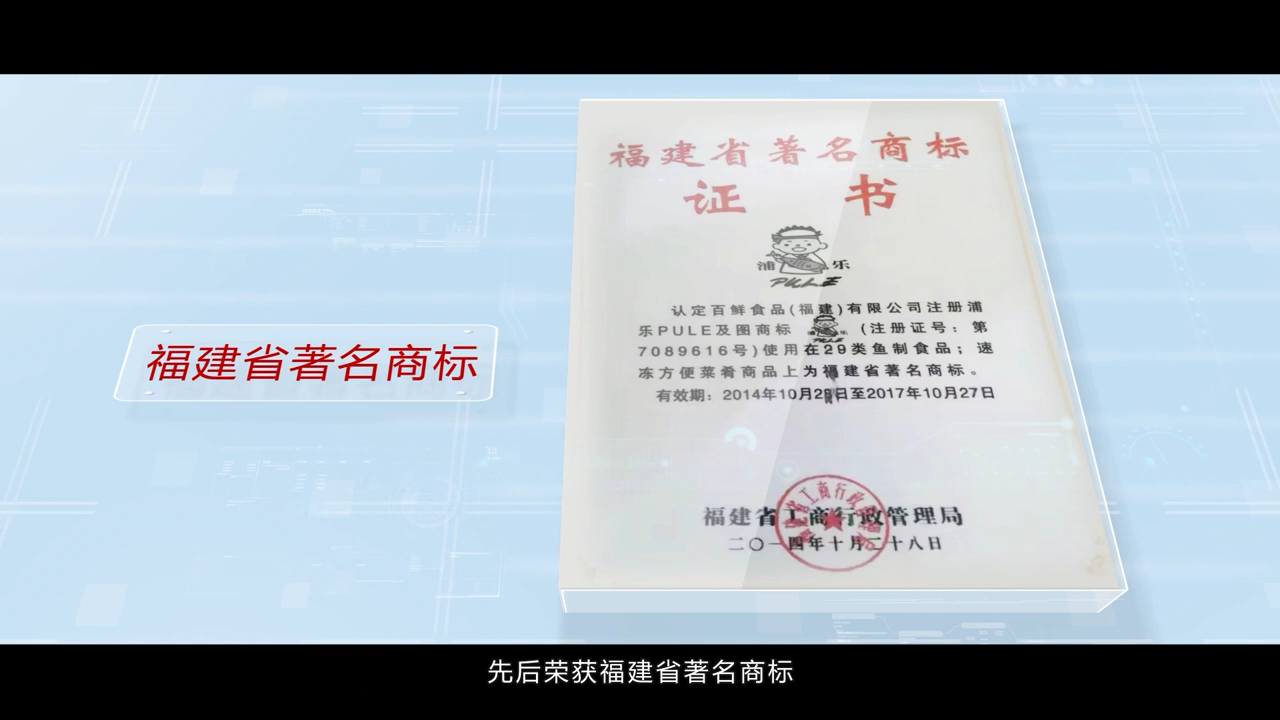 福建省著名商标
证书
浦乐
PULE
认定百鲜食品(福建)有限公司注册浦
乐PULE及图商标 (注册证号：第
7089616号)使用在29类鱼制食品；速
冻方便菜肴商品上为福建省著名商标。
有效期：2014年10月28日至2017年10月27日
福建省工商行政管理局
二〇一四年十月二十八日
福建省著名商标
先后荣获福建省著名商标